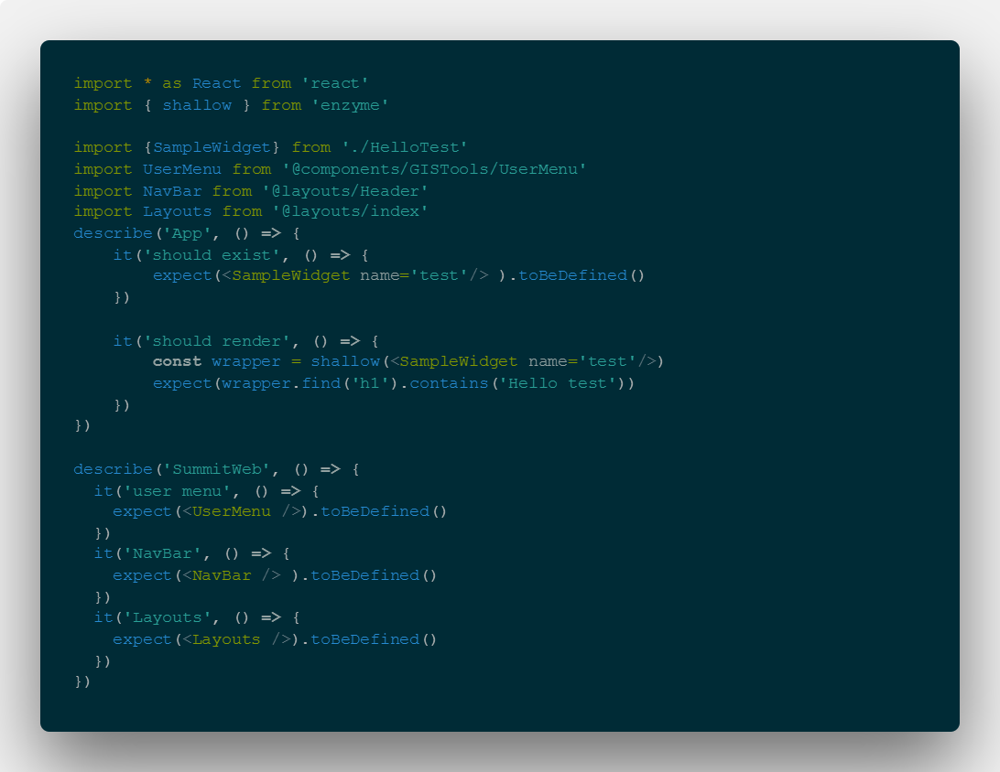 import * as React from 'react'
import { shallow } from 'enzyme'

import {SampleWidget} from './HelloTest'
import UserMenu from '@components/GISTools/UserMenu'
import NavBar from '@layouts/Header'
import Layouts from '@layouts/index'
describe('App', () => {
    it('should exist', () => {
        expect(<SampleWidget name='test'/> ).toBeDefined()
    })

    it('should render', () => {
        const wrapper = shallow(<SampleWidget name='test'/>)
        expect(wrapper.find('h1').contains('Hello test'))
    })
})

describe('SummitWeb', () => {
  it('user menu', () => {
    expect(<UserMenu />).toBeDefined()
  })
  it('NavBar', () => {
    expect(<NavBar /> ).toBeDefined()
  })
  it('Layouts', () => {
    expect(<Layouts />).toBeDefined()
  })
})